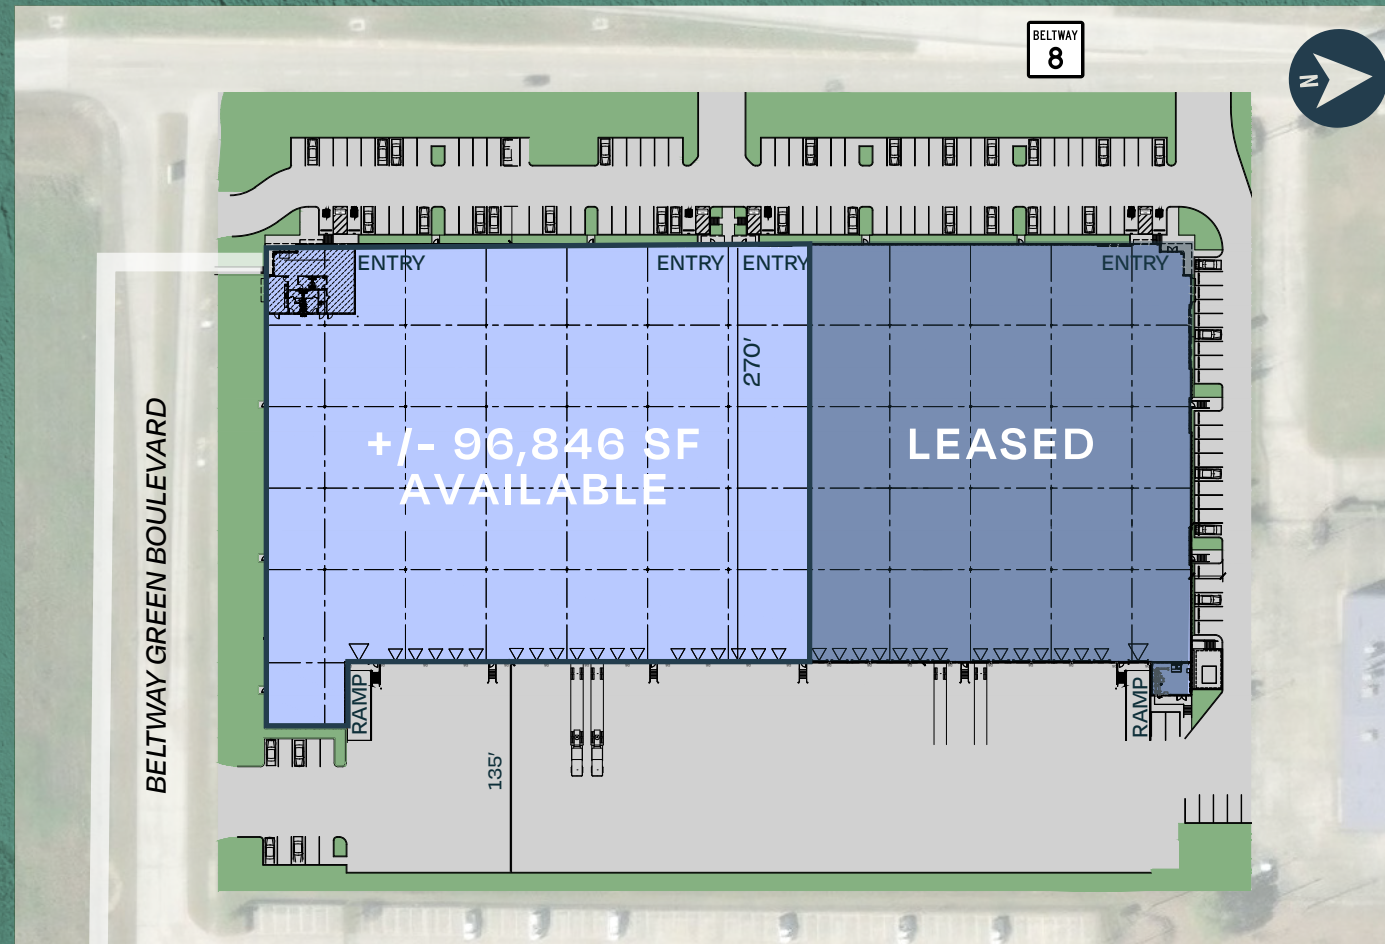 BELTWAY
8
N
ENTRY
ENTRY
ENTRY
ENTRY
270'
+/- 96,846 SF
AVAILABLE
LEASED
BELTWAY GREEN BOULEVARD
RAMP
RAMP
135'